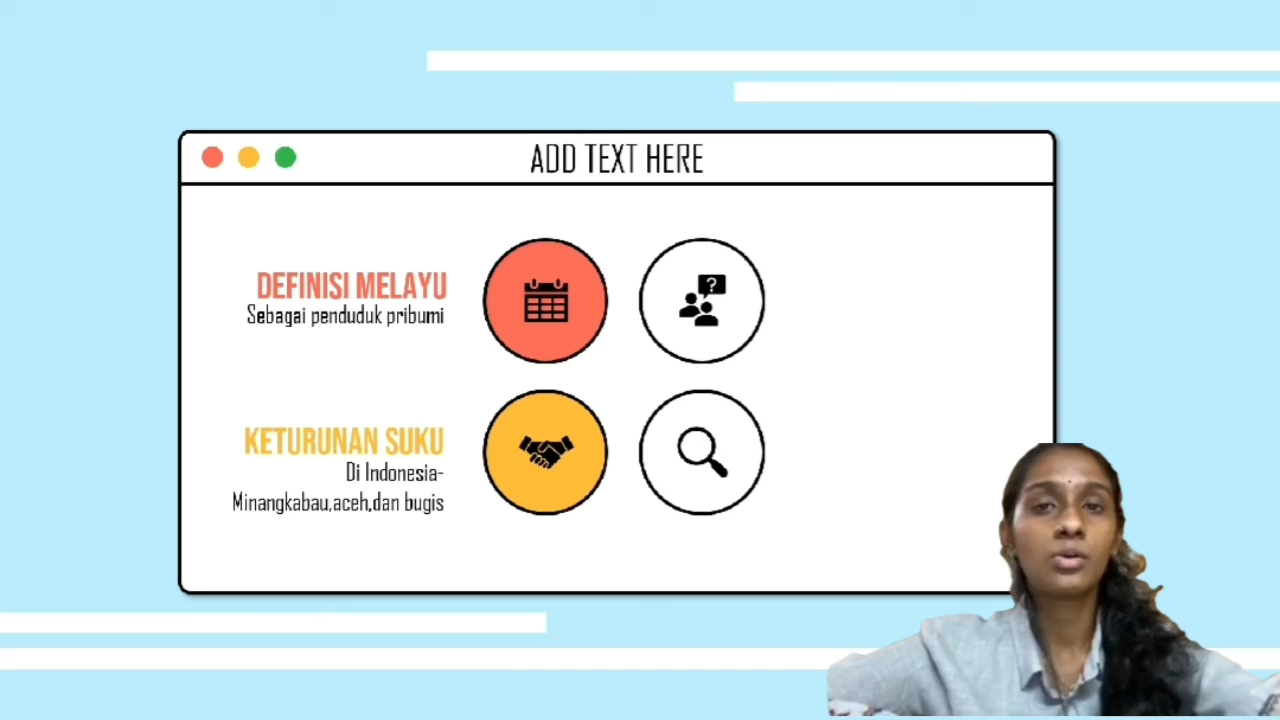 ADD TEXT HERE
DEFINISI MELAYU
Sebagai penduduk pribumi
?
KETURUNAN SUKU
Di Indonesia-
Minangkabau,aceh,dan bugis